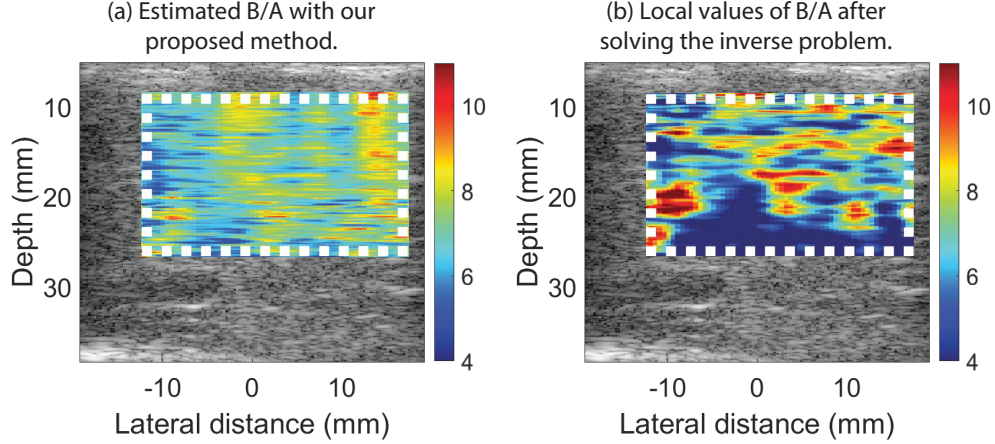 (a) Estimated B/A with our
proposed method.
10
20
30
Depth (mm)
-10 0 10
Lateral distance (mm)
10
8
6
4
(b) Local values of B/A after
solving the inverse problem.
10
20
30
Depth (mm)
-10 0 10
Lateral distance (mm)
10
8
6
4